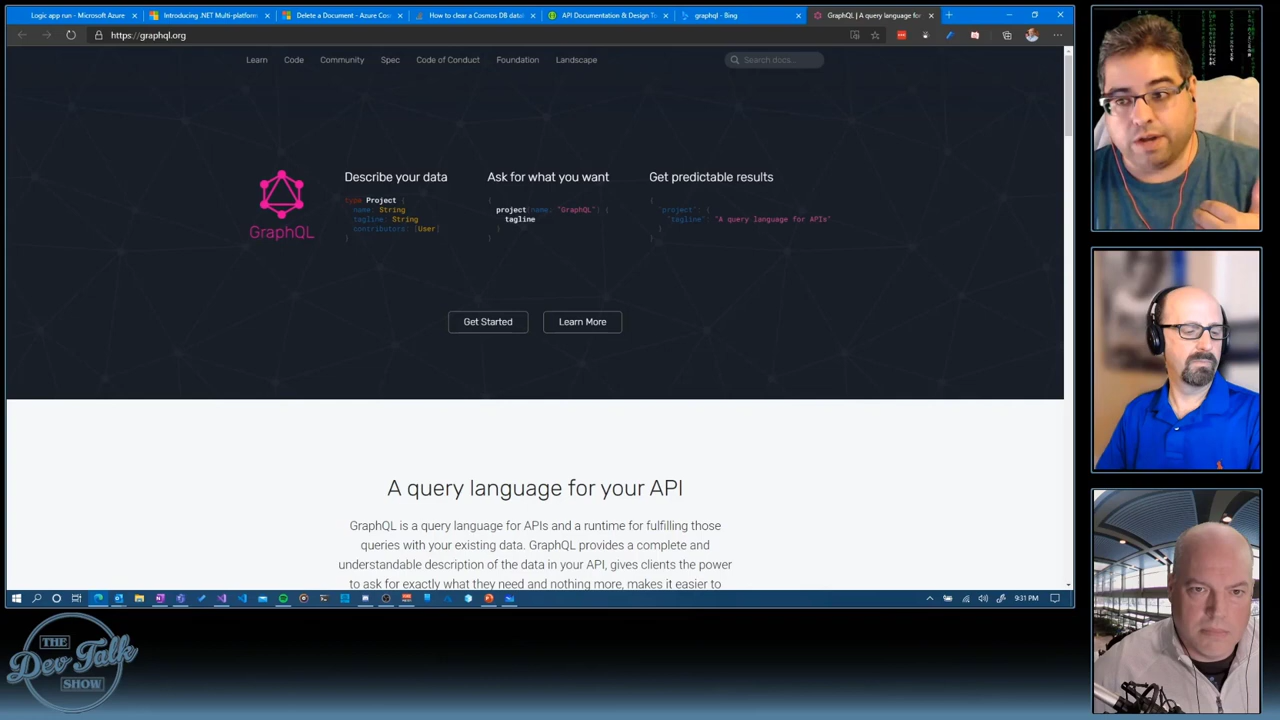 Logic app run - Microsoft Azure
Introducing .NET Multi-platform
Delete a Document - Azure Cos
How to clear a Cosmos DB datab
API Documentation & Design To
graphql - Bing
GraphQL | A query language for
https://graphql.org
Learn Code Community Spec Code of Conduct Foundation Landscape
Search docs...
GraphQL
Describe your data
type Project {
name: String
tagline: String
contributors: [User]
}
Ask for what you want
{
project(name: "GraphQL") {
tagline
}
}
Get predictable results
{
"project": {
"tagline": "A query language for APIs"
}
}
Get Started
Learn More
A query language for your API
GraphQL is a query language for APIs and a runtime for fulfilling those
queries with your existing data. GraphQL provides a complete and
understandable description of the data in your API, gives clients the power
to ask for exactly what they need and nothing more, makes it easier to
9:31 PM
THE
Dev Talk
SHOW